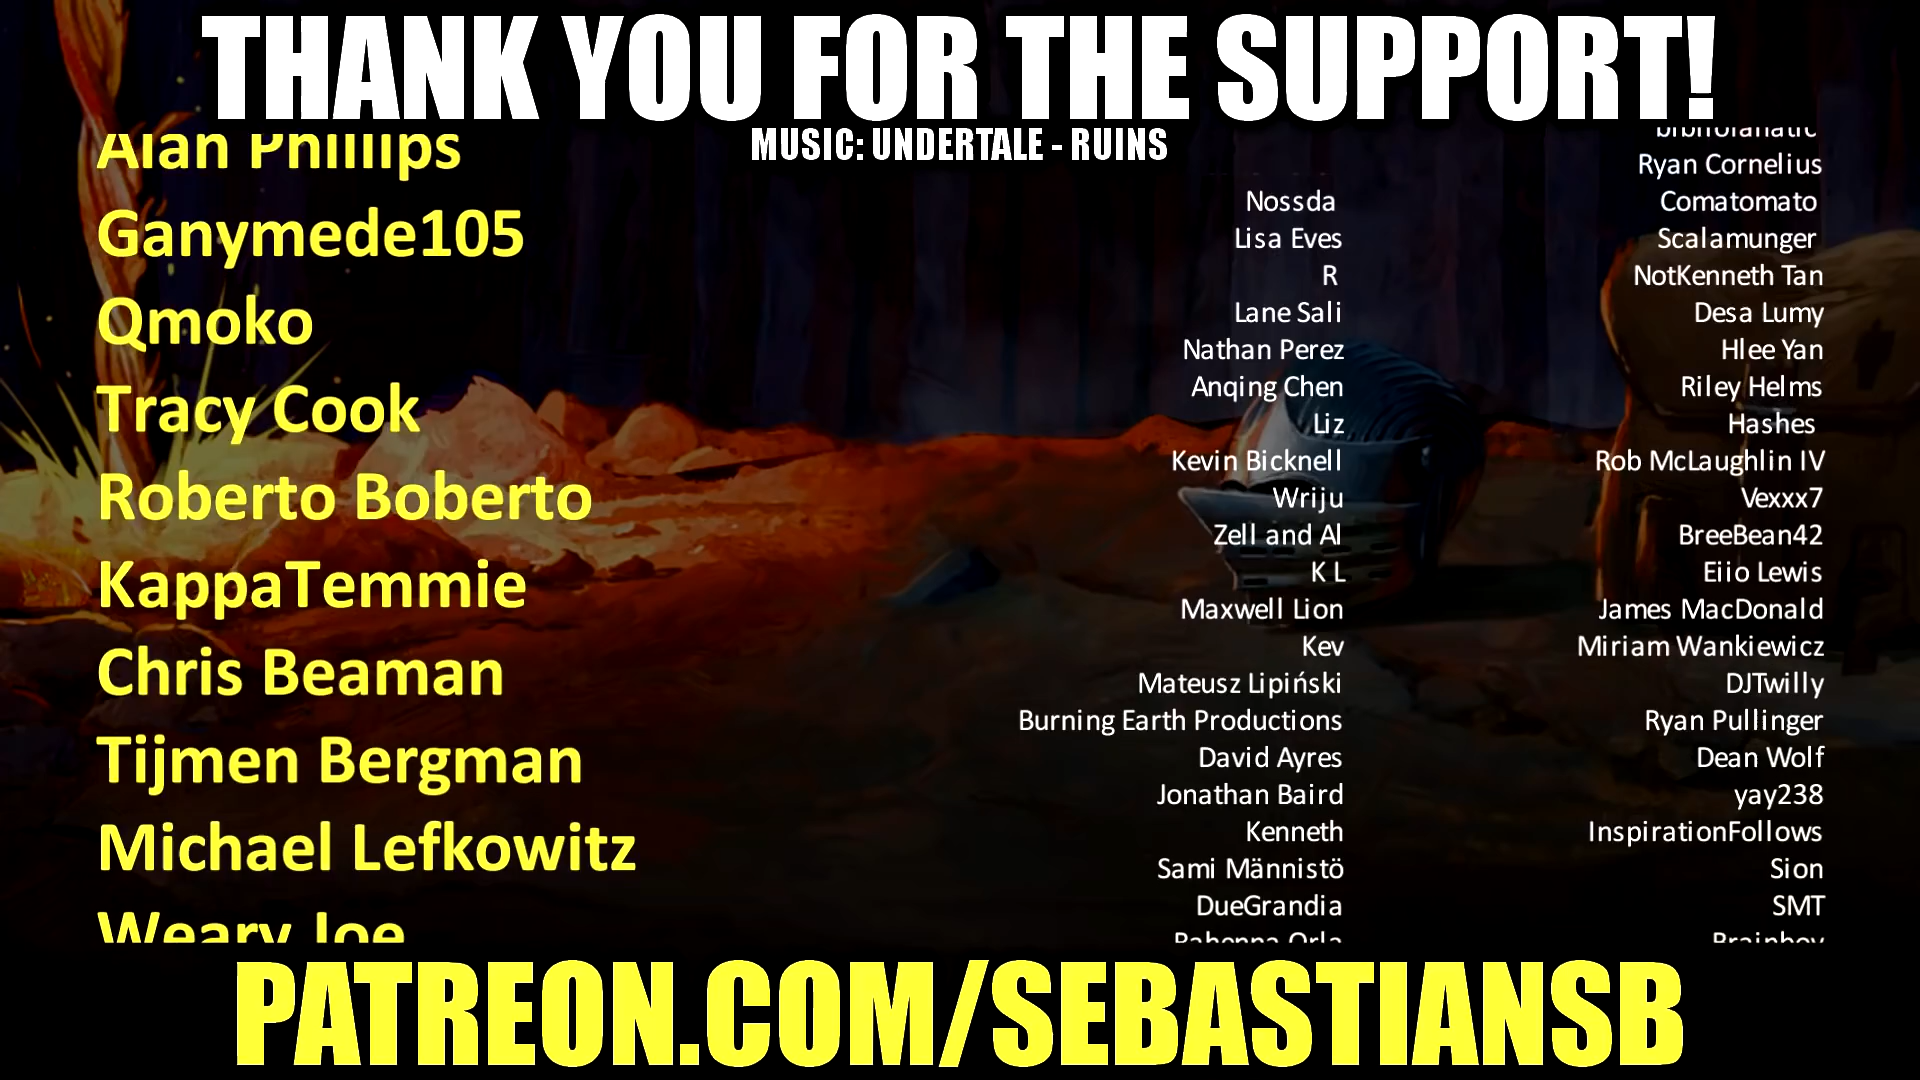 THANK YOU FOR THE SUPPORT!
MUSIC: UNDERTALE - RUINS
Alan Phillips
Ganymede105
Qmoko
Tracy Cook
Roberto Boberto
KappaTemmie
Chris Beaman
Tijmen Bergman
Michael Lefkowitz
Weary Joe
Nossda
Lisa Eves
R
Lane Sali
Nathan Perez
Anqing Chen
Liz
Kevin Bicknell
Wriju
Zell and Al
K L
Maxwell Lion
Kev
Mateusz Lipiński
Burning Earth Productions
David Ayres
Jonathan Baird
Kenneth
Sami Männistö
DueGrandia
Ryan Cornelius
Comatomato
Scalamunger
NotKenneth Tan
Desa Lumy
Hlee Yan
Riley Helms
Hashes
Rob McLaughlin IV
Vexxx7
BreeBean42
Eiio Lewis
James MacDonald
Miriam Wankiewicz
DJTwilly
Ryan Pullinger
Dean Wolf
yay238
InspirationFollows
Sion
SMT
PATREON.COM/SEBASTIANSB